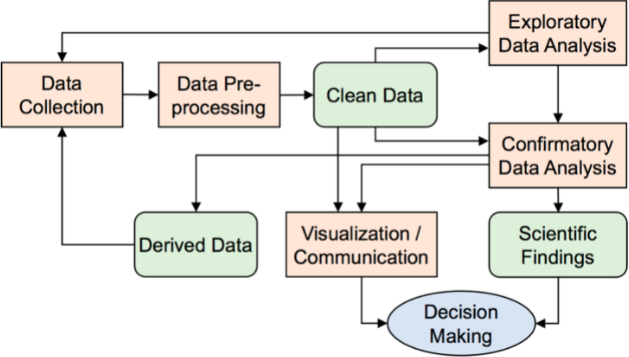 Exploratory
Data Analysis
Data
Collection
Data Pre-
processing
Clean Data
Confirmatory
Data Analysis
Derived Data
Visualization /
Communication
Scientific
Findings
Decision
Making